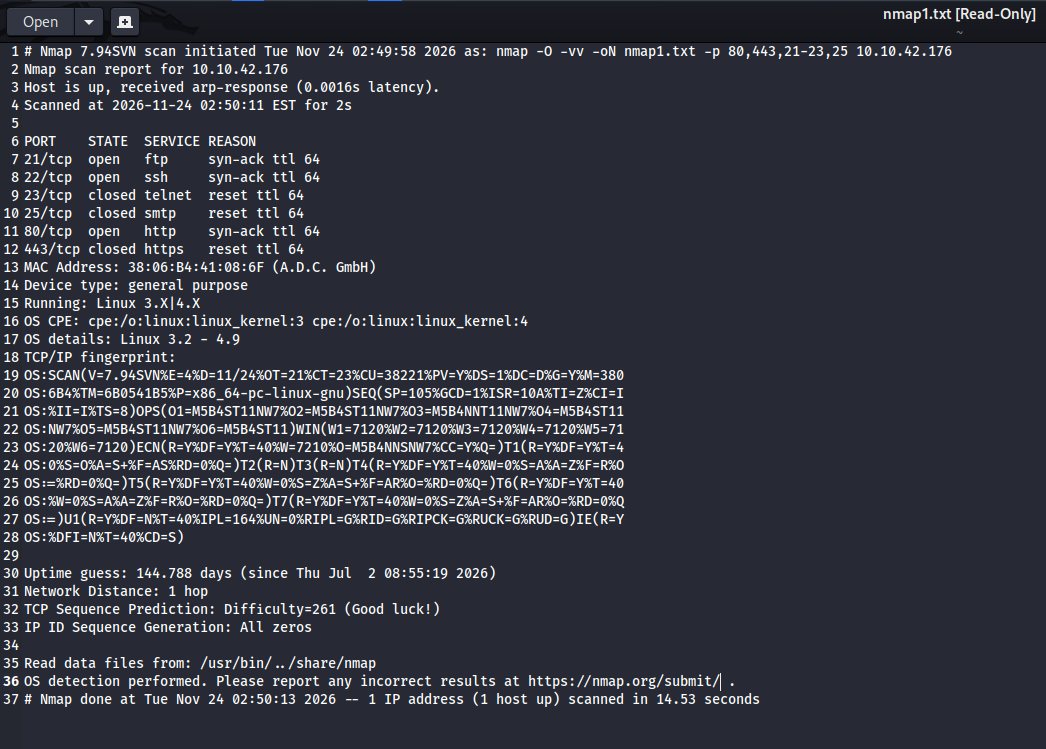 Open
nmap1.txt [Read-Only]
~
1 # Nmap 7.94SVN scan initiated Tue Nov 24 02:49:58 2026 as: nmap -O -vv -oN nmap1.txt -p 80,443,21-23,25 10.10.42.176
2 Nmap scan report for 10.10.42.176
3 Host is up, received arp-response (0.0016s latency).
4 Scanned at 2026-11-24 02:50:11 EST for 2s
5
6 PORT    STATE  SERVICE REASON
7 21/tcp  open   ftp     syn-ack ttl 64
8 22/tcp  open   ssh     syn-ack ttl 64
9 23/tcp  closed telnet  reset ttl 64
10 25/tcp  closed smtp    reset ttl 64
11 80/tcp  open   http    syn-ack ttl 64
12 443/tcp closed https   reset ttl 64
13 MAC Address: 38:06:B4:41:08:6F (A.D.C. GmbH)
14 Device type: general purpose
15 Running: Linux 3.X|4.X
16 OS CPE: cpe:/o:linux:linux_kernel:3 cpe:/o:linux:linux_kernel:4
17 OS details: Linux 3.2 - 4.9
18 TCP/IP fingerprint:
19 OS:SCAN(V=7.94SVN%E=4%D=11/24%OT=21%CT=23%CU=38221%PV=Y%DS=1%DC=D%G=Y%M=380
20 OS:6B4%TM=6B0541B5%P=x86_64-pc-linux-gnu)SEQ(SP=105%GCD=1%ISR=10A%TI=Z%CI=I
21 OS:%II=I%TS=8)OPS(O1=M5B4ST11NW7%O2=M5B4ST11NW7%O3=M5B4NNT11NW7%O4=M5B4ST11
22 OS:NW7%O5=M5B4ST11NW7%O6=M5B4ST11)WIN(W1=7120%W2=7120%W3=7120%W4=7120%W5=71
23 OS:20%W6=7120)ECN(R=Y%DF=Y%T=40%W=7210%O=M5B4NNSNW7%CC=Y%Q=)T1(R=Y%DF=Y%T=4
24 OS:0%S=O%A=S+%F=AS%RD=0%Q=)T2(R=N)T3(R=N)T4(R=Y%DF=Y%T=40%W=0%S=A%A=Z%F=R%O
25 OS:=%RD=0%Q=)T5(R=Y%DF=Y%T=40%W=0%S=Z%A=S+%F=AR%O=%RD=0%Q=)T6(R=Y%DF=Y%T=40
26 OS:%W=0%S=A%A=Z%F=R%O=%RD=0%Q=)T7(R=Y%DF=Y%T=40%W=0%S=Z%A=S+%F=AR%O=%RD=0%Q
27 OS:=)U1(R=Y%DF=N%T=40%IPL=164%UN=0%RIPL=G%RID=G%RIPCK=G%RUCK=G%RUD=G)IE(R=Y
28 OS:%DFI=N%T=40%CD=S)
29
30 Uptime guess: 144.788 days (since Thu Jul  2 08:55:19 2026)
31 Network Distance: 1 hop
32 TCP Sequence Prediction: Difficulty=261 (Good luck!)
33 IP ID Sequence Generation: All zeros
34
35 Read data files from: /usr/bin/../share/nmap
36 OS detection performed. Please report any incorrect results at https://nmap.org/submit/ .
37 # Nmap done at Tue Nov 24 02:50:13 2026 -- 1 IP address (1 host up) scanned in 14.53 seconds